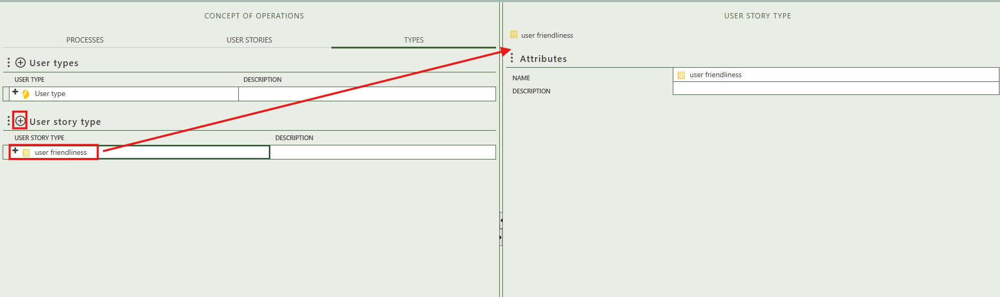 CONCEPT OF OPERATIONS
PROCESSES USER STORIES TYPES
User types
USER TYPE DESCRIPTION
User type
User story type
USER STORY TYPE DESCRIPTION
user friendliness
USER STORY TYPE
user friendliness
Attributes
NAME user friendliness
DESCRIPTION